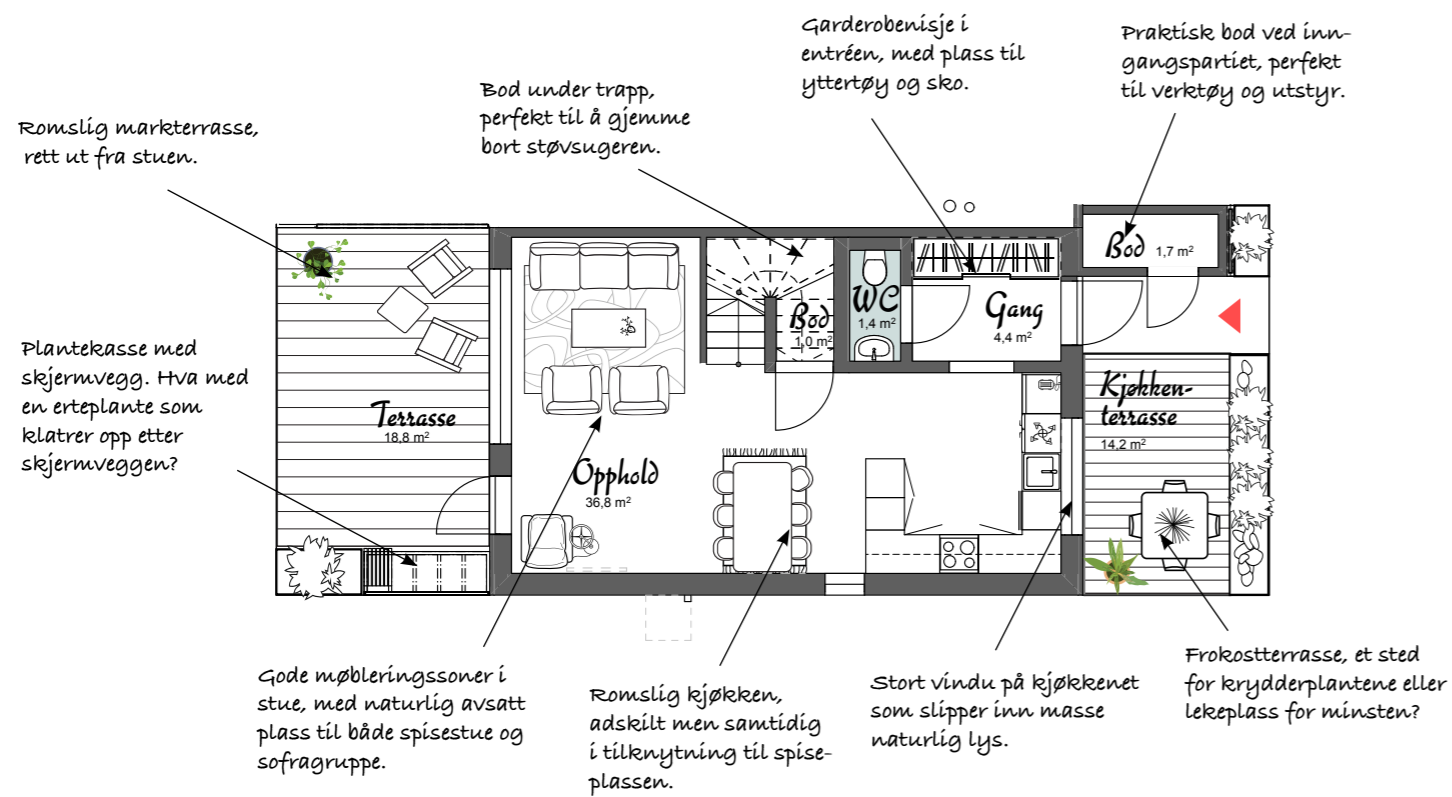 Garderobenisje i
entréen, med plass til
yttertøy og sko.
Praktisk bod ved inn-
gangspartiet, perfekt
til verktøy og utstyr.
Bod under trapp,
perfekt til å gjemme
bort støvsugeren.
Romslig markterrasse,
rett ut fra stuen.
Plantekasse med
skjermvegg. Hva med
en erteplante som
klatrer opp etter
skjermveggen?
Terrasse
18,8 m²
Opphold
36,8 m²
Bod
1,0 m²
WC
1,4 m²
Gang
4,4 m²
Bod 1,7 m²
Kjøkken-
terrasse
14,2 m²
Gode møbleringssoner i
stue, med naturlig avsatt
plass til både spisestue og
sofragruppe.
Romslig kjøkken,
adskilt men samtidig
i tilknytning til spise-
plassen.
Stort vindu på kjøkkenet
som slipper inn masse
naturlig lys.
Frokostterrasse, et sted
for krydderplantene eller
lekeplass for minsten?